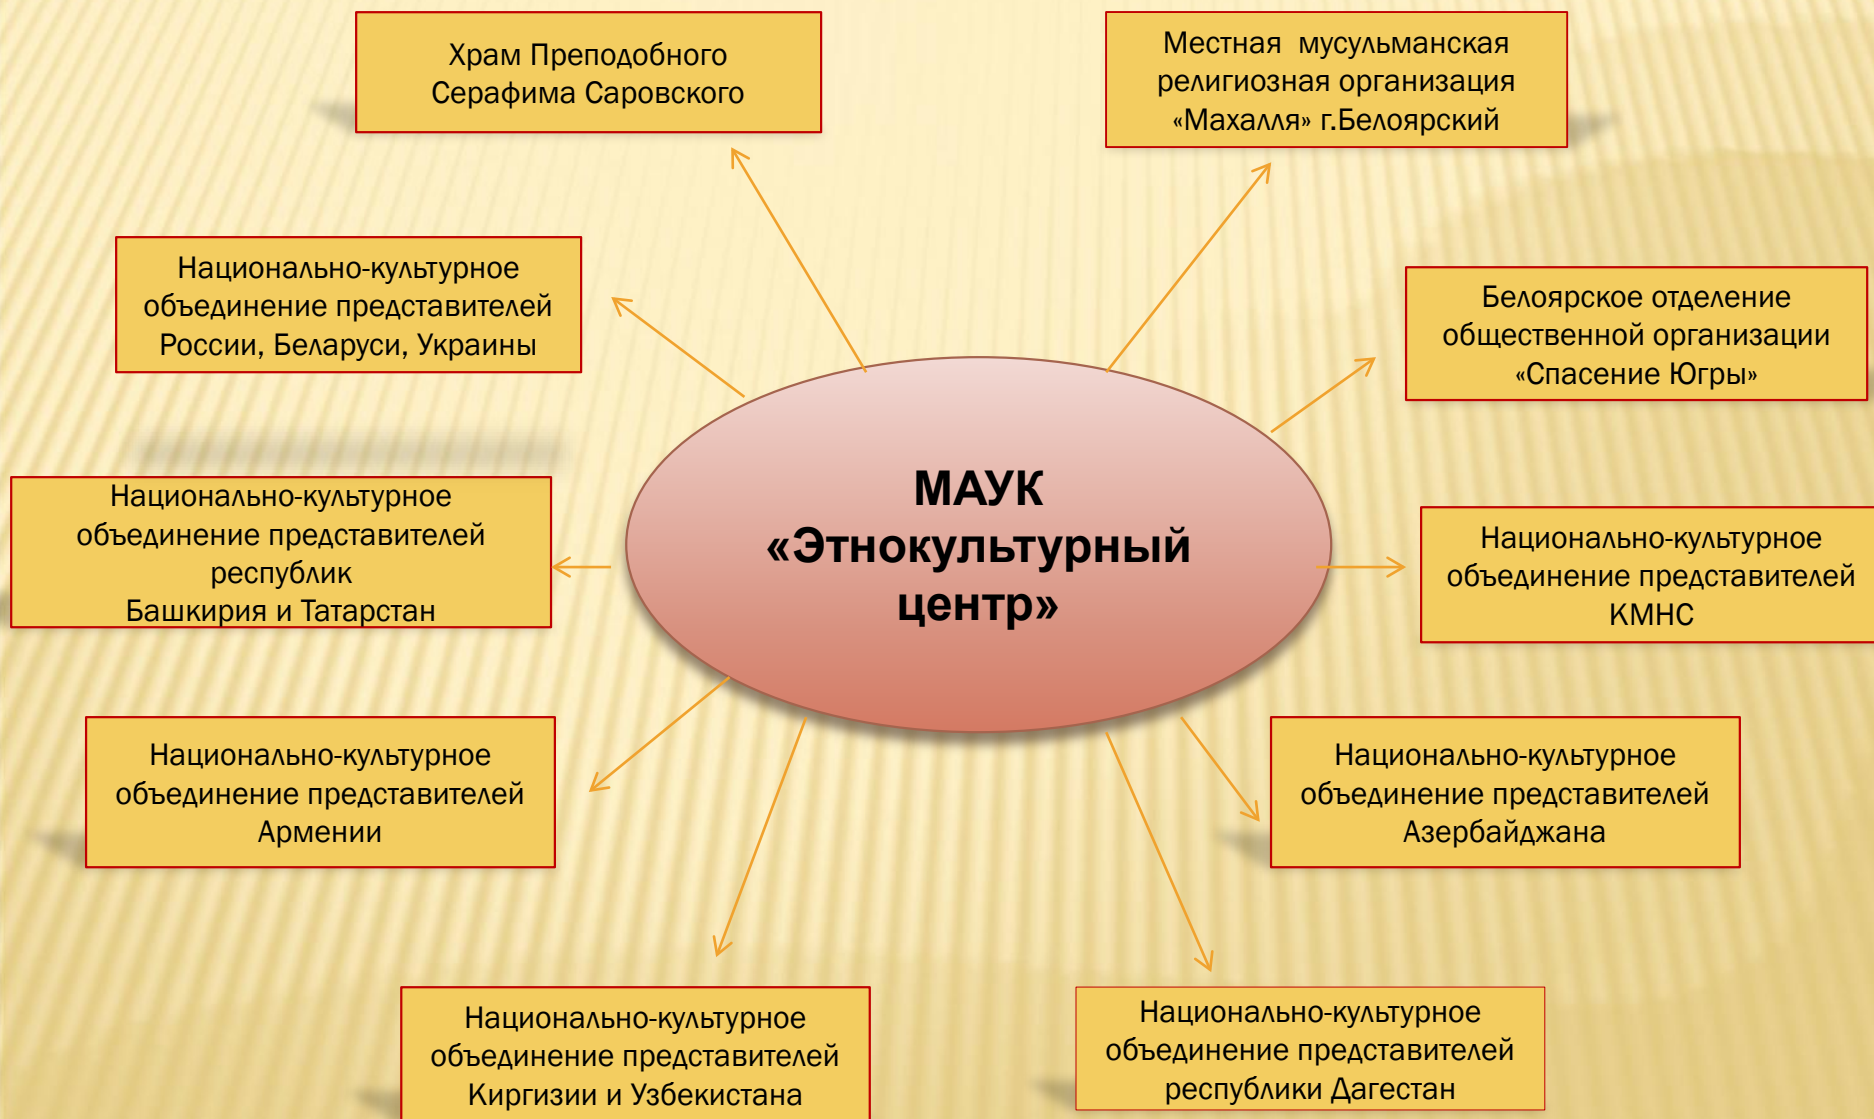 Храм Преподобного
Серафима Саровского
Местная мусульманская
религиозная организация
«Махалля» г.Белоярский
Национально-культурное
объединение представителей
России, Беларуси, Украины
Белоярское отделение
общественной организации
«Спасение Югры»
МАУК
«Этнокультурный
центр»
Национально-культурное
объединение представителей
республик
Башкирия и Татарстан
Национально-культурное
объединение представителей
КМНС
Национально-культурное
объединение представителей
Армении
Национально-культурное
объединение представителей
Азербайджана
Национально-культурное
объединение представителей
Киргизии и Узбекистана
Национально-культурное
объединение представителей
республики Дагестан